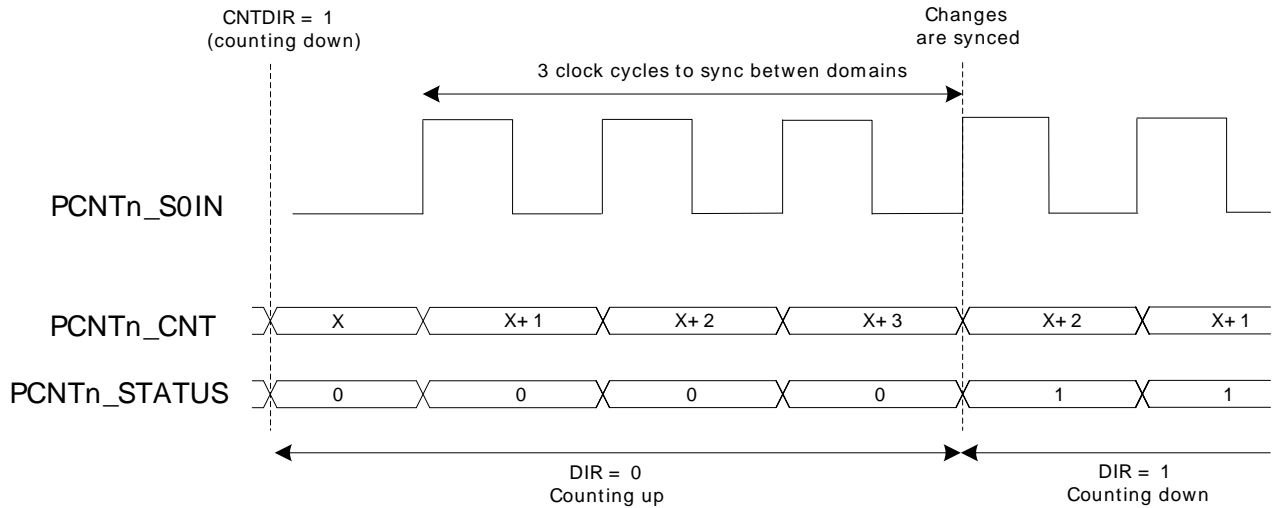 CNTDIR = 1
(counting down)
Changes
are synced
3 clock cycles to sync betwen domains
PCNTn_S0IN
PCNTn_CNT X X+1 X+2 X+3 X+2 X+1
PCNTn_STATUS 0 0 0 0 1 1
DIR = 0
Counting up
DIR = 1
Counting down